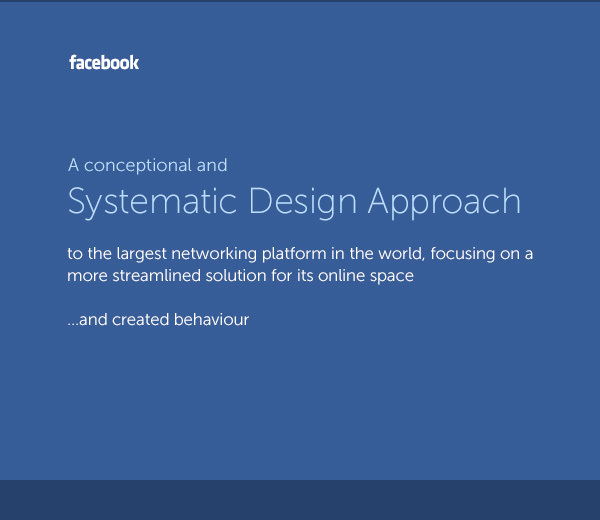 facebook
A conceptional and
Systematic Design Approach
to the largest networking platform in the world, focusing on a
more streamlined solution for its online space
...and created behaviour